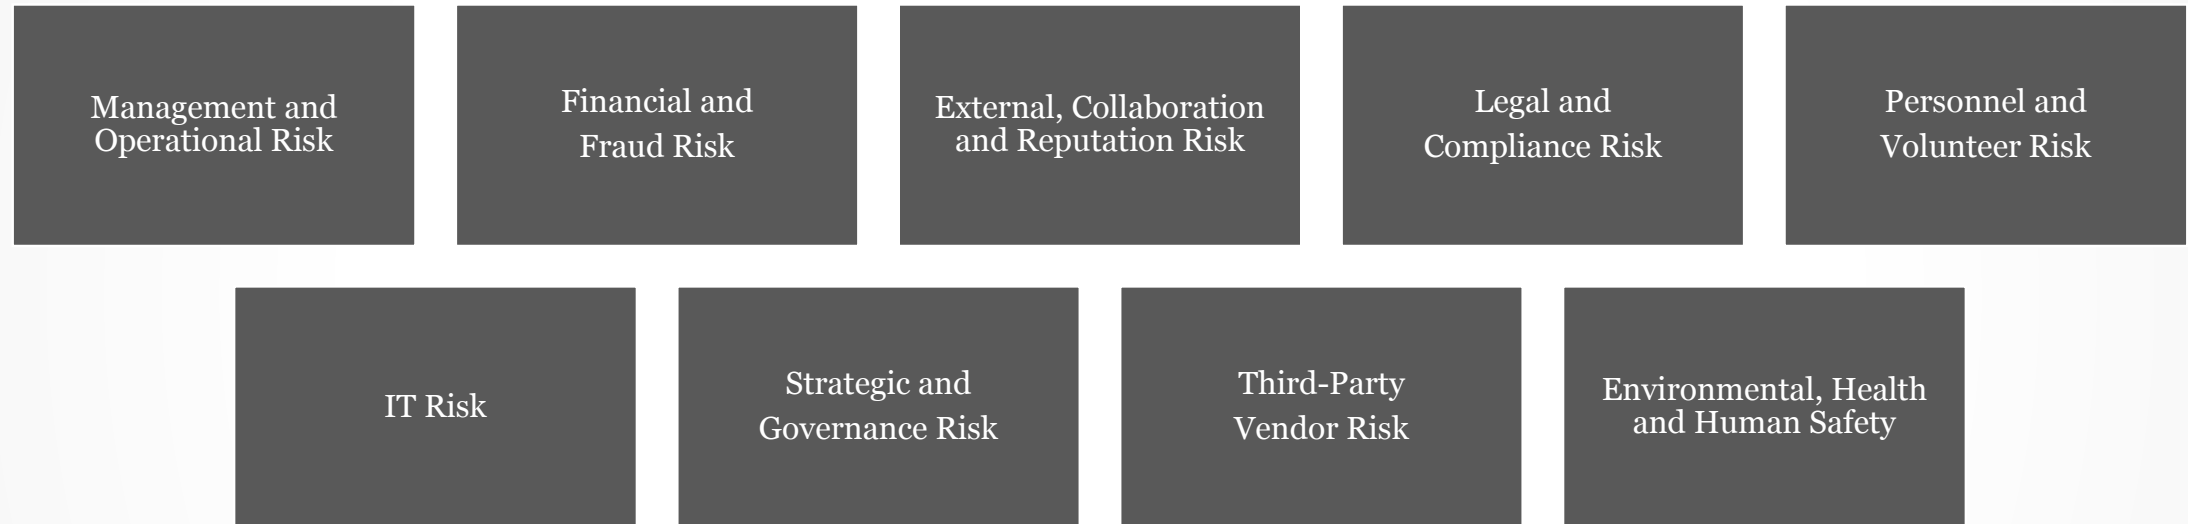 Management and
Operational Risk
Financial and
Fraud Risk
External, Collaboration
and Reputation Risk
Legal and
Compliance Risk
Personnel and
Volunteer Risk
IT Risk
Strategic and
Governance Risk
Third-Party
Vendor Risk
Environmental, Health
and Human Safety